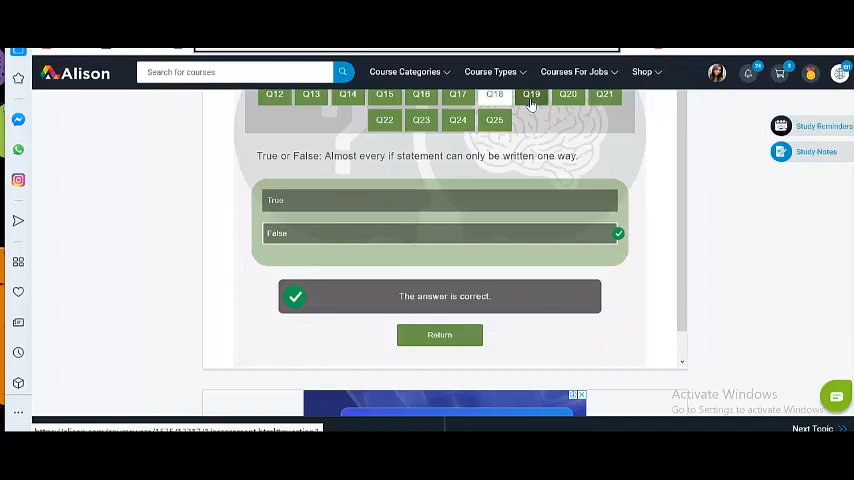 Alison
Search for courses
Course Categories
Course Types
Courses For Jobs
Shop
24
3
en
Q12 Q13 Q14 Q15 Q16 Q17 Q18 Q19 Q20 Q21
Q22 Q23 Q24 Q25
Study Reminders
Study Notes
True or False: Almost every if statement can only be written one way.
True
False
The answer is correct.
Return
Activate Windows
Go to Settings to activate Windows.
Next Topic